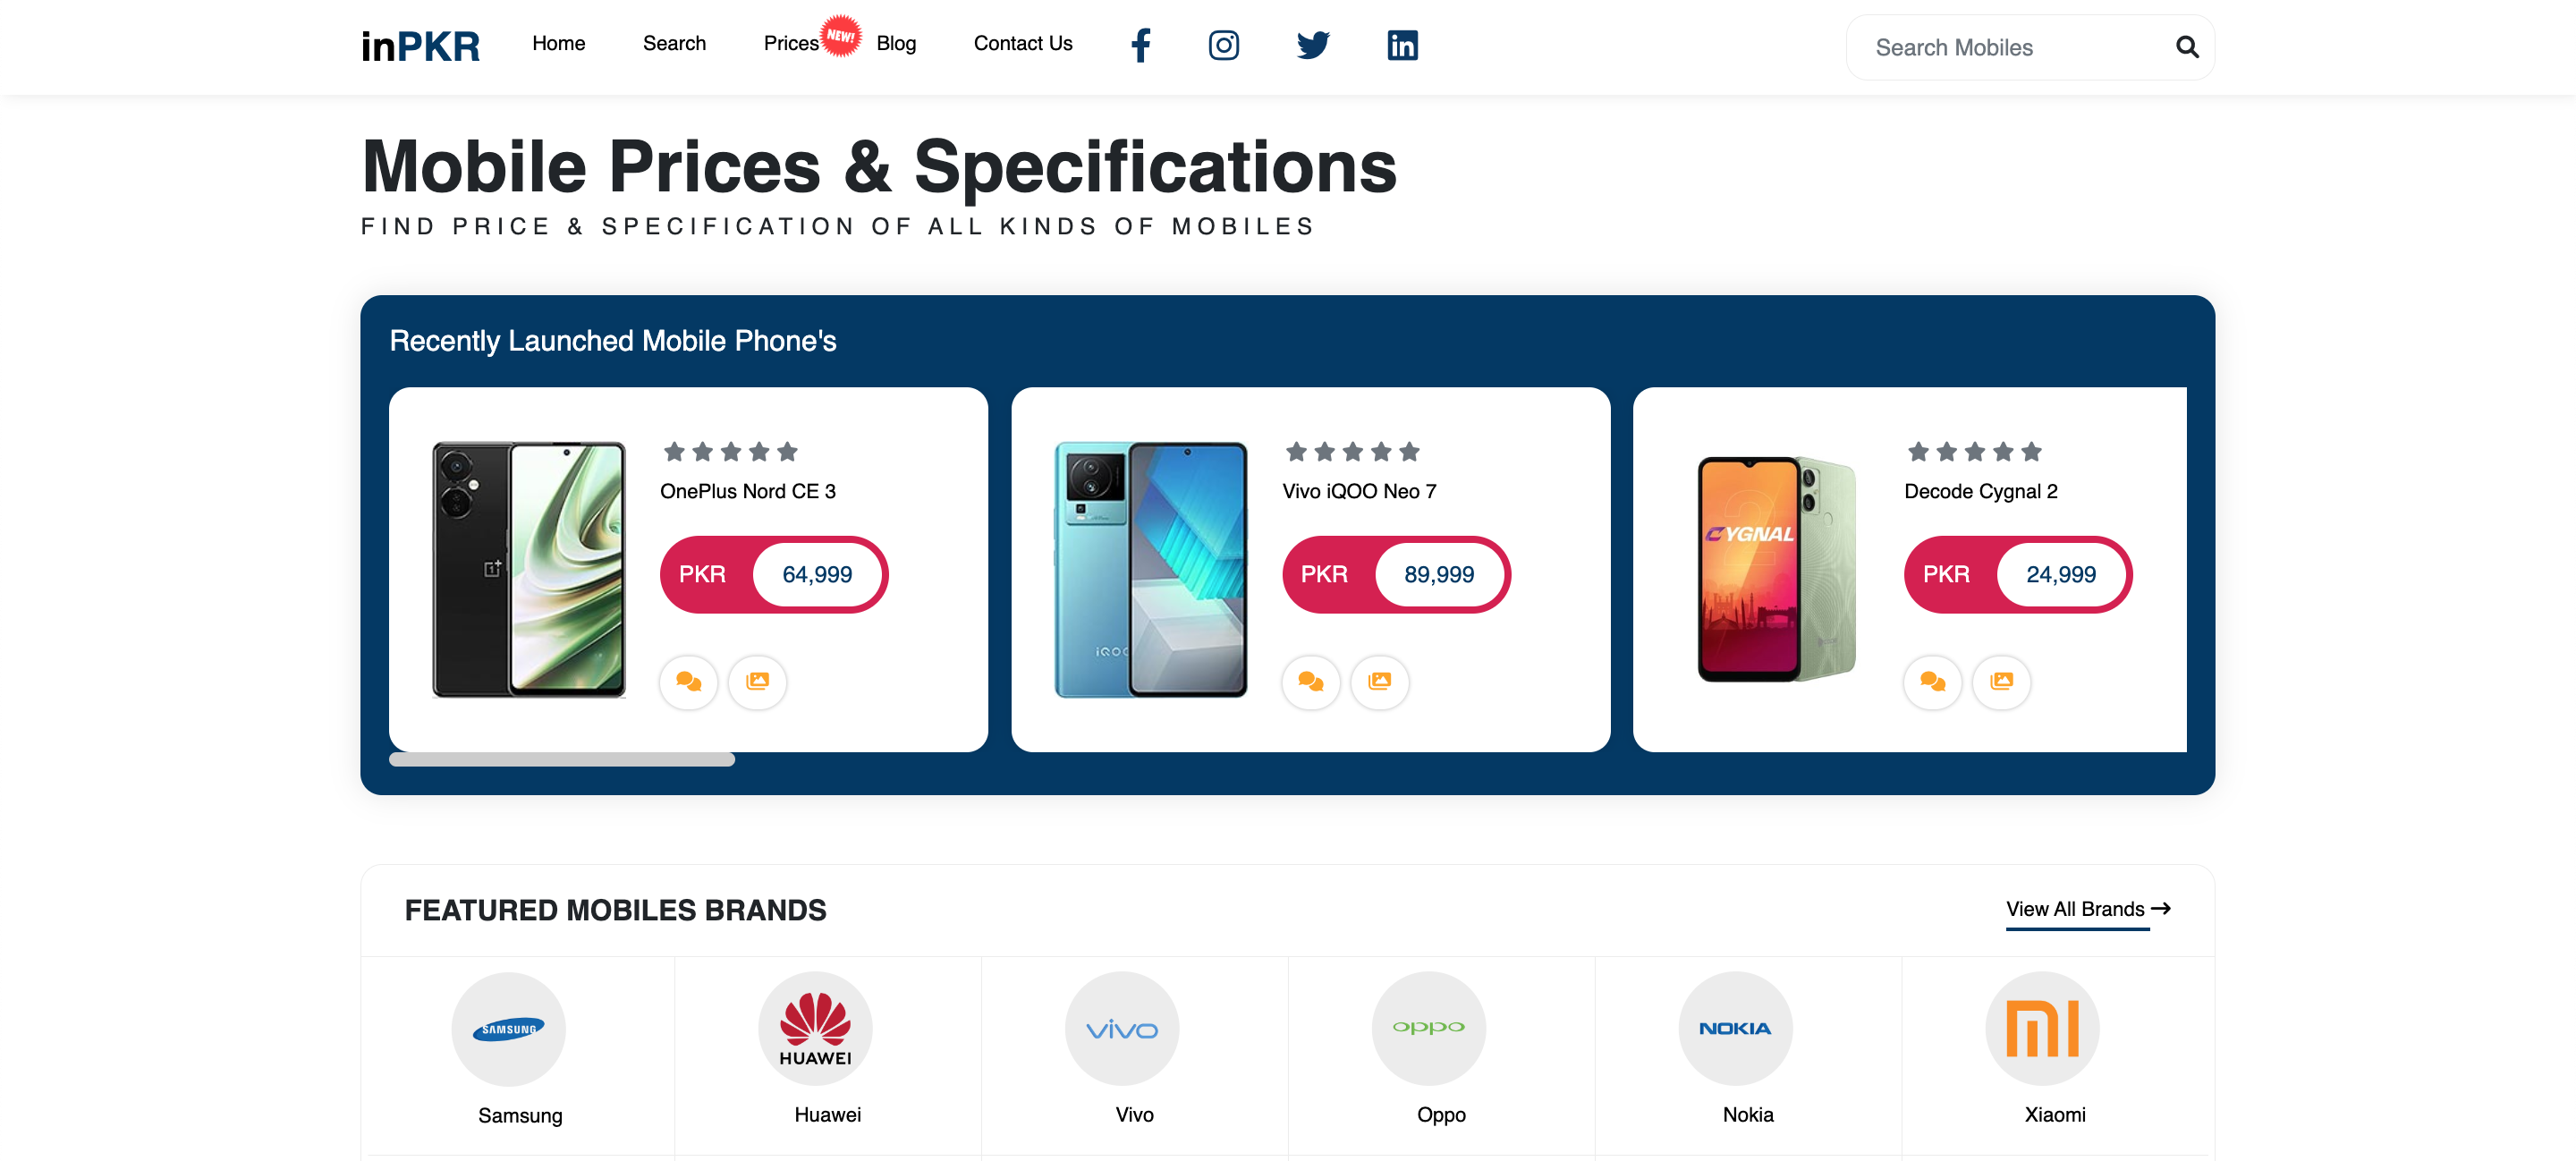 inPKR Home Search Prices NEW! Blog Contact Us Search Mobiles
Mobile Prices & Specifications
FIND PRICE & SPECIFICATION OF ALL KINDS OF MOBILES
Recently Launched Mobile Phone's
OnePlus Nord CE 3
PKR 64,999
iQOO
Vivo iQOO Neo 7
PKR 89,999
2
CYGNAL
Decode Cygnal 2
PKR 24,999
FEATURED MOBILES BRANDS
View All Brands
SAMSUNG
HUAWEI
vivo
oppo
NOKIA
mi
Samsung
Huawei
Vivo
Oppo
Nokia
Xiaomi